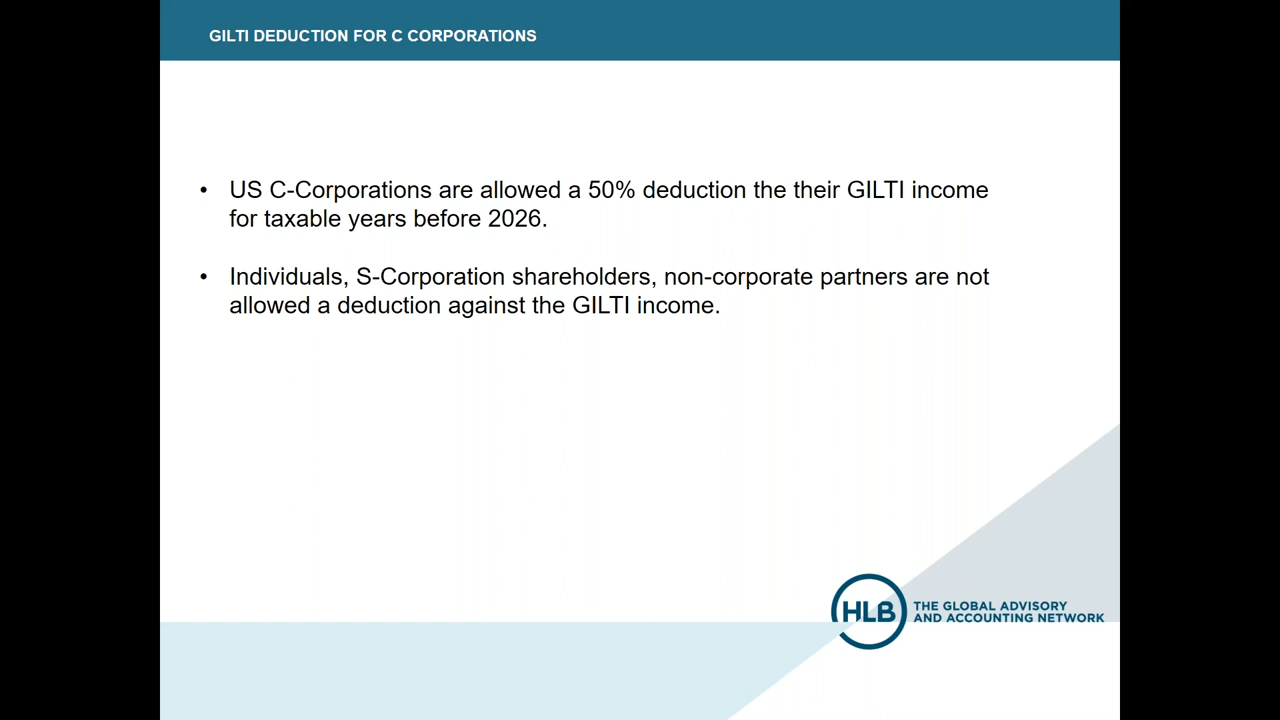 GILTI DEDUCTION FOR C CORPORATIONS
• US C-Corporations are allowed a 50% deduction the their GILTI income
for taxable years before 2026.
• Individuals, S-Corporation shareholders, non-corporate partners are not
allowed a deduction against the GILTI income.
HLB
THE GLOBAL ADVISORY
AND ACCOUNTING NETWORK